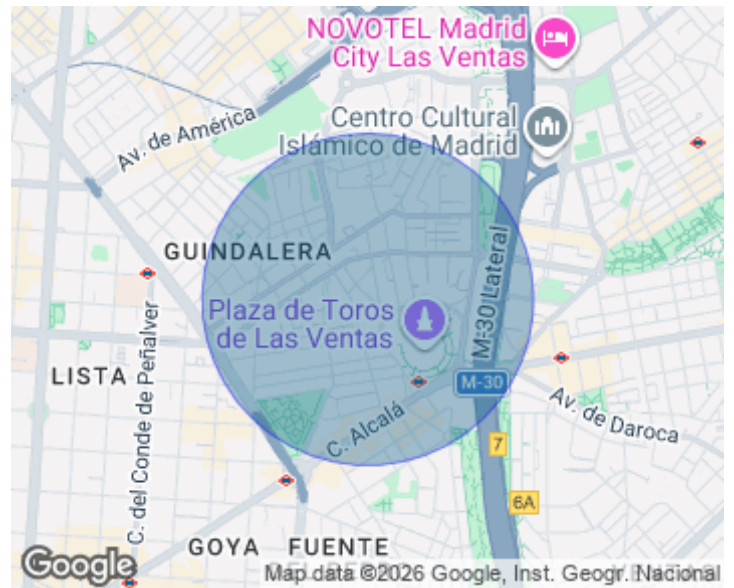 NOVOTEL Madrid
City Las Ventas
Centro Cultural
Islámico de Madrid
Av. de América
GUINDALERA
M-30 Lateral
Plaza de Toros
de Las Ventas
C. del Conde de Peñalver
LISTA
M-30
Av. de Daroca
C. Alcalá
7
6A
GOYA
FUENTE
Google
Map data ©2026 Google, Inst. Geogr. Nacional